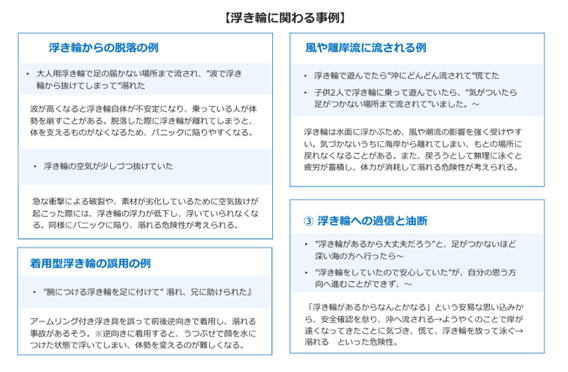 【浮き輪に関わる事例】
浮き輪からの脱落の例
・ 大人用浮き輪で足の届かない場所まで流され、”波で浮き
輪から抜けてしまって”溺れた
波が高くなると浮き輪自体が不安定になり、乗っている人が体
勢を崩すことがある。脱落した際に浮き輪が離れてしまうと、
体を支えるものがなくなるため、パニックに陥りやすくなる。
・ 浮き輪の空気が少しづつ抜けていた
急な衝撃による破裂や、素材が劣化しているために空気抜けが
起こった際には、浮き輪の浮力が低下し、浮いていられなくな
る。同様にパニックに陥り、溺れる危険性が考えられる。
着用型浮き輪の誤用の例
・ ”腕につける浮き輪を足に付けて” 溺れ、兄に助けられた』
アームリング付き浮き具を誤って前後逆向きで着用し、溺れる
事故があるそう。※逆向きに着用すると、うつぶせで顔を水に
つけた状態で浮いてしまい、体勢を変えるのが難しくなる。
風や離岸流に流される例
・ 浮き輪で遊んでたら”沖にどんどん流されて”慌てた
・ 子供2人で浮き輪に乗って遊んでいたら、”気がついたら
足がつかない場所まで流されて”いました。～
浮き輪は水面に浮かぶため、風や潮流の影響を強く受けやす
い。気づかないうちに海岸から離れてしまい、もとの場所に
戻れなくなることがある。また、戻ろうとして無理に泳ぐと
疲労が蓄積し、体力が消耗して溺れる危険性が考えられる。
③ 浮き輪への過信と油断
・ ”浮き輪があるから大丈夫だろう”と、足がつかないほど
深い海の方へ行ったら～
・ ”浮き輪をしていたので安心していた”が、自分の思う方
向へ進むことができず、～
「浮き輪があるからなんとかなる」という安易な思い込みか
ら、安全確認を怠り、沖へ流される→ようやくのことで岸が
遠くなってきたことに気づき、慌て、浮き輪を放って泳ぐ→
溺れる といった危険性。